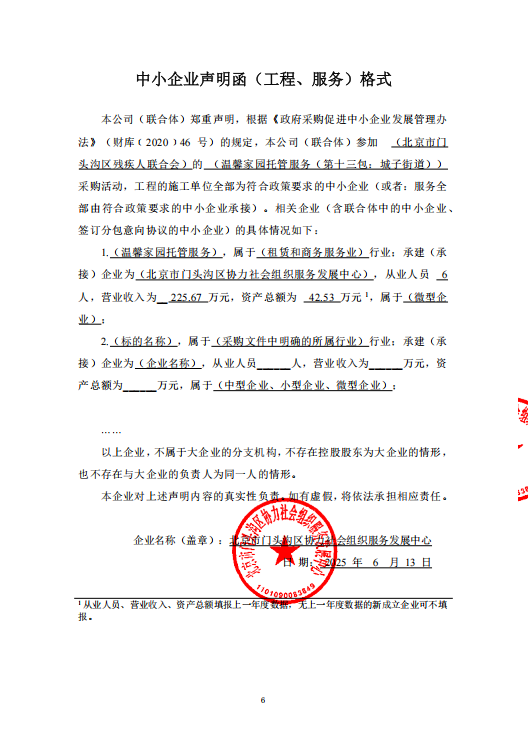 中小企业声明函（工程、服务）格式
本公司（联合体）郑重声明，根据《政府采购促进中小企业发展管理办
法》（财库﹝2020﹞46 号）的规定，本公司（联合体）参加 （北京市门
头沟区残疾人联合会）的 （温馨家园托管服务（第十三包：城子街道））
采购活动，工程的施工单位全部为符合政策要求的中小企业（或者：服务全
部由符合政策要求的中小企业承接）。相关企业（含联合体中的中小企业、
签订分包意向协议的中小企业）的具体情况如下：
1.（温馨家园托管服务），属于（租赁和商务服务业）行业；承建（承
接）企业为（北京市门头沟区协力社会组织服务发展中心），从业人员 6
人，营业收入为 225.67 万元，资产总额为 42.53 万元1，属于（微型企
业）；
2.（标的名称），属于（采购文件中明确的所属行业）行业；承建（承
接）企业为（企业名称），从业人员______人，营业收入为______万元，资
产总额为______万元，属于（中型企业、小型企业、微型企业）；
……
以上企业，不属于大企业的分支机构，不存在控股股东为大企业的情形，
也不存在与大企业的负责人为同一人的情形。
本企业对上述声明内容的真实性负责。如有虚假，将依法承担相应责任。
企业名称（盖章）：北京市门头沟区协力社会组织服务发展中心
日 期： 2025 年 6 月 13 日
北京市门头沟区协力社会组织服务发展中心
1101090083849
1 从业人员、营业收入、资产总额填报上一年度数据，无上一年度数据的新成立企业可不填
报。
6